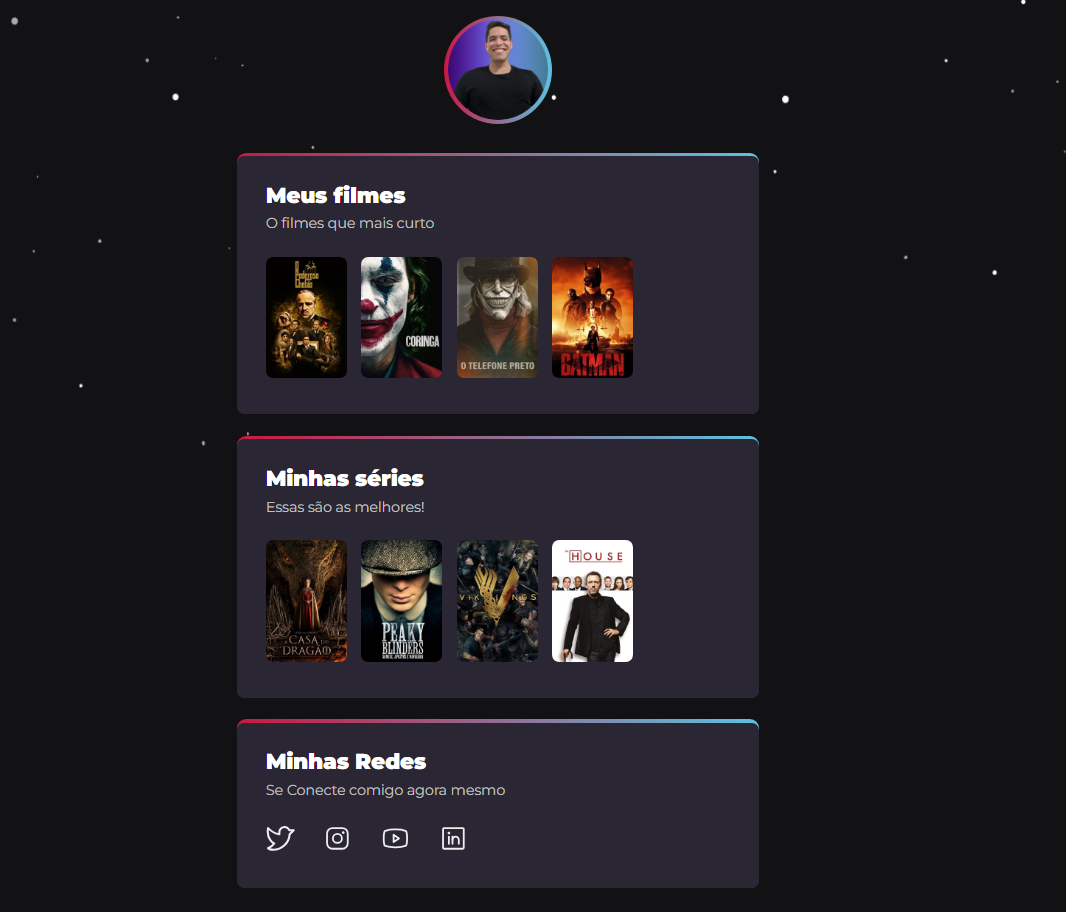 Meus filmes
O filmes que mais curto
O
Poderoso
Chefão
CORINGA
O TELEFONE PRETO
BATMAN
Minhas séries
Essas são as melhores!
A CASA DO
DRAGÃO
PEAKY
BLINDERS
VIKINGS
HOUSE
Minhas Redes
Se Conecte comigo agora mesmo
in